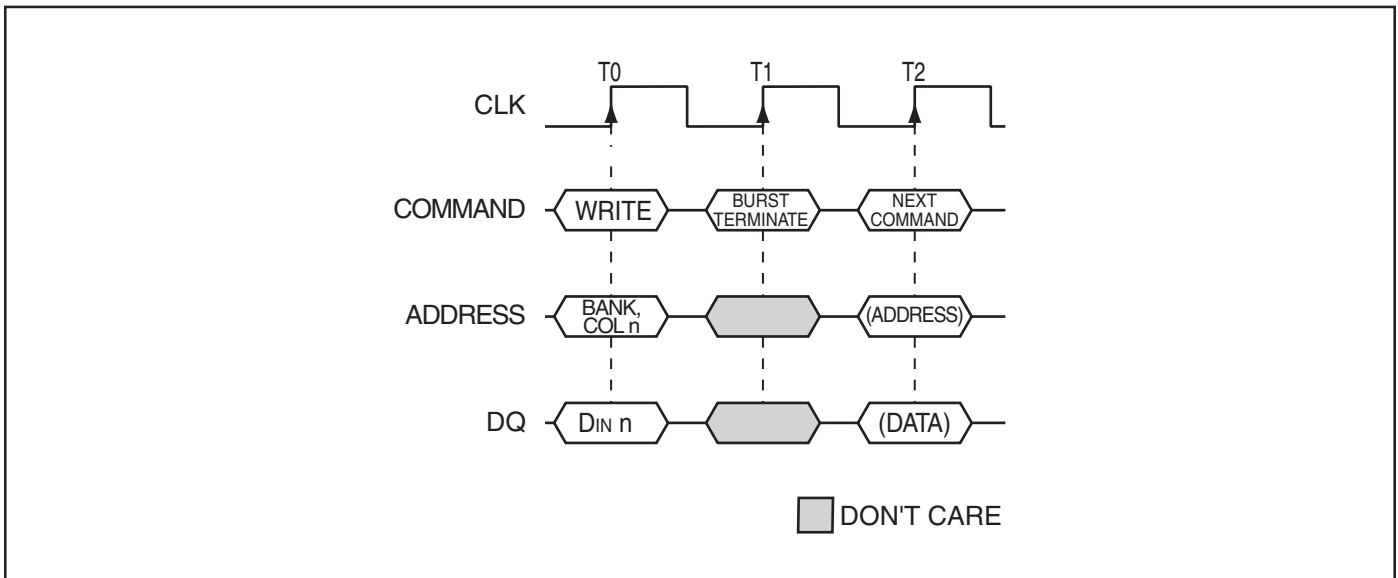 T0 T1 T2
CLK
COMMAND WRITE BURST TERMINATE NEXT COMMAND
ADDRESS BANK, COL n (ADDRESS)
DQ DIN n (DATA)
DON'T CARE